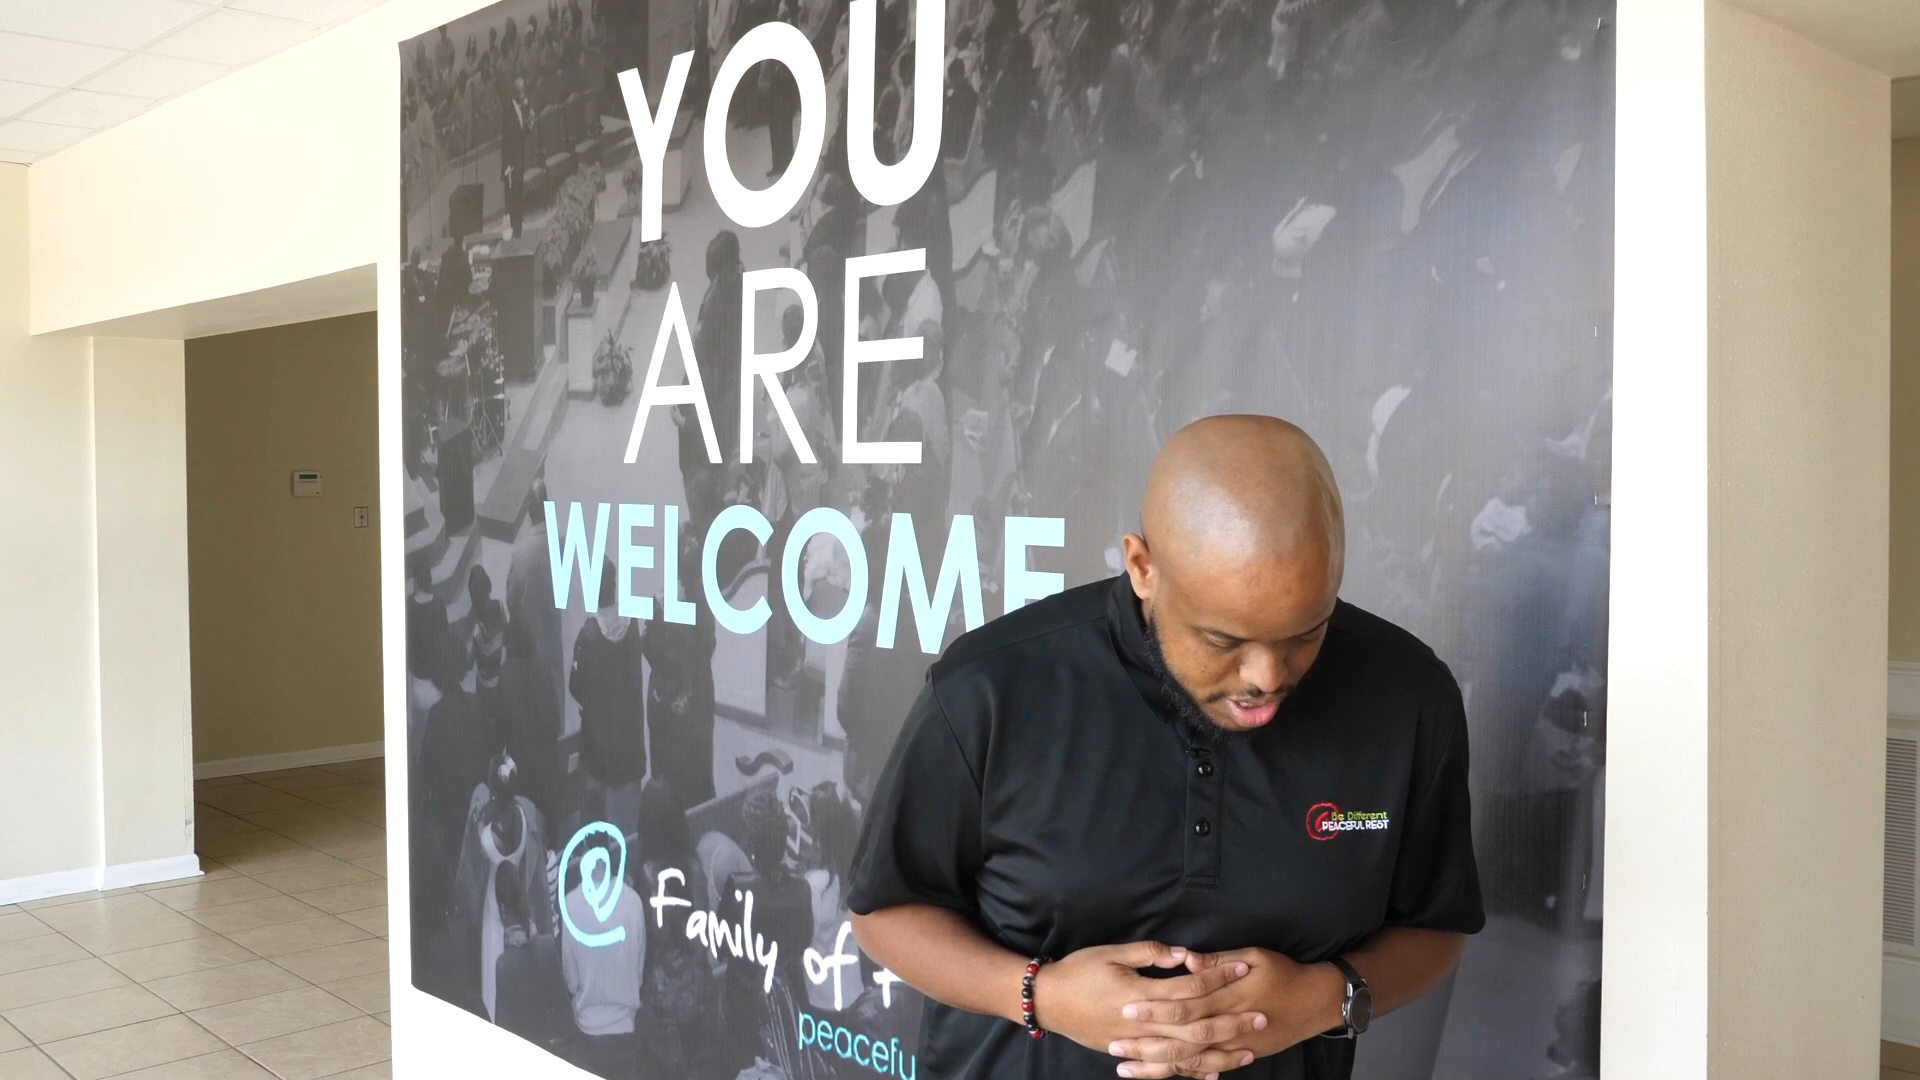 YOU
ARE
WELCOME
@ Family of
peacefu
Be Different
PEACEFUL REST